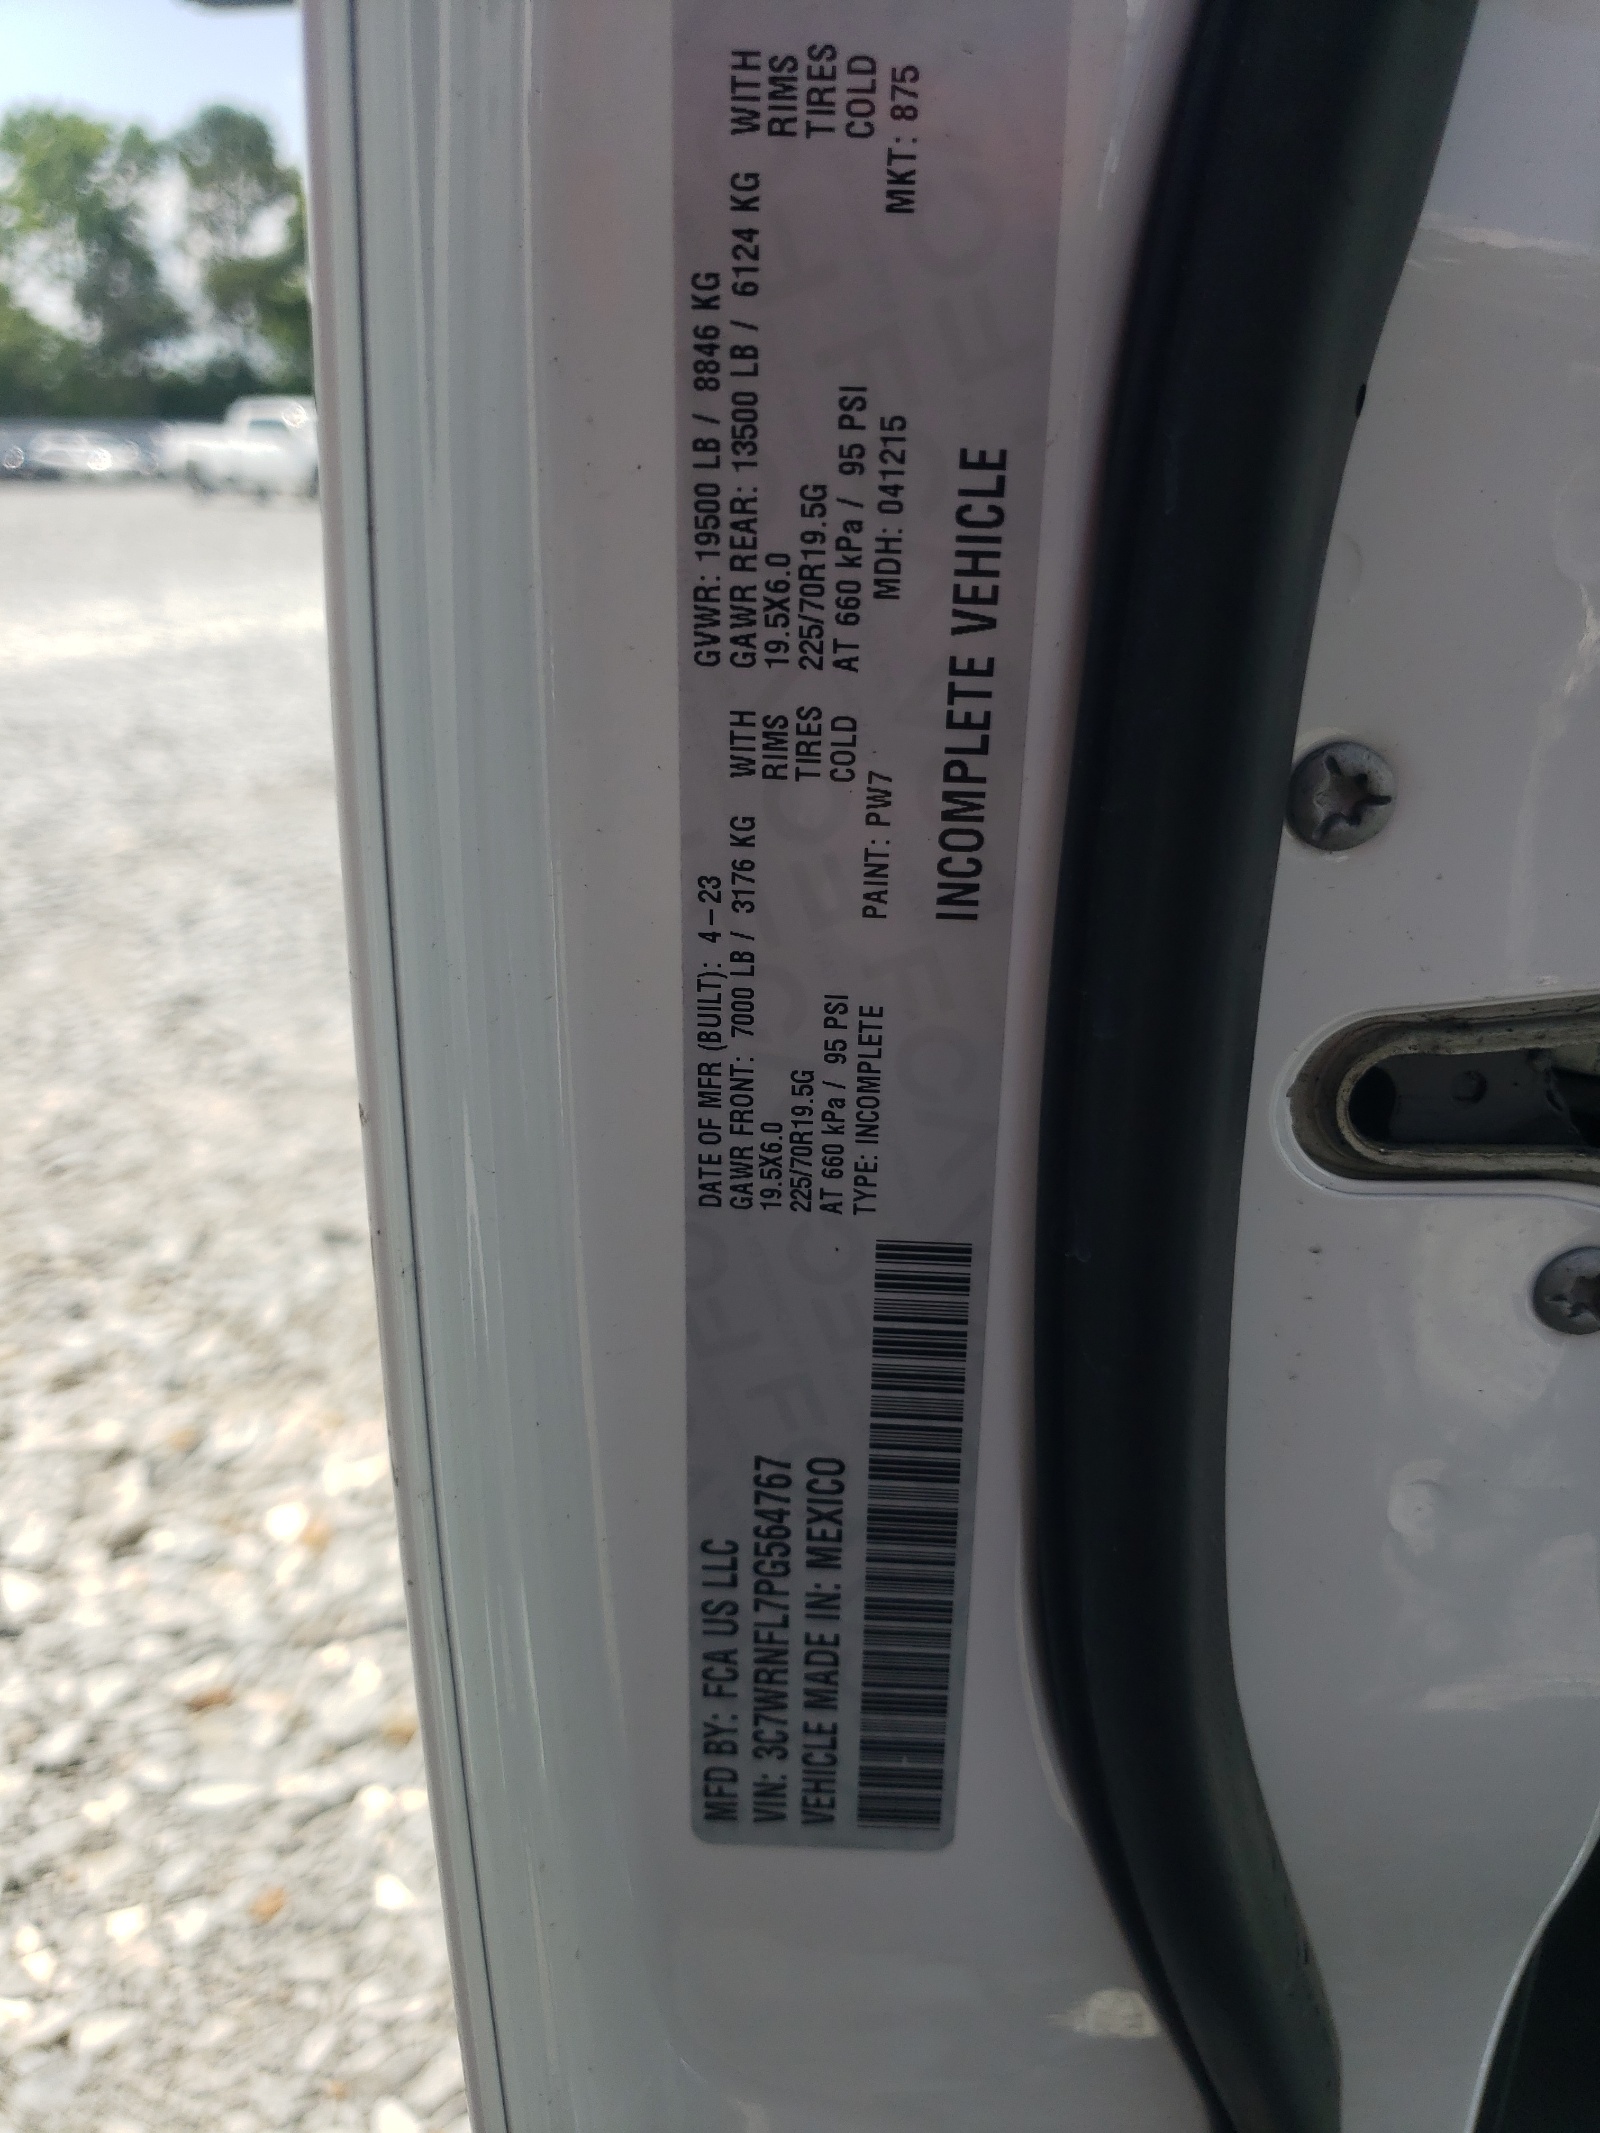 MFD BY: FCA US LLC
VIN: 3C7WRNFL7PG564767
VEHICLE MADE IN: MEXICO
DATE OF MFR (BUILT): 4-23
GAWR FRONT: 7000 LB / 3176 KG WITH
19.5X6.0 RIMS
225/70R19.5G TIRES
AT 660 kPa / 95 PSI COLD
TYPE: INCOMPLETE PAINT: PW7
GVWR: 19500 LB / 8846 KG
GAWR REAR: 13500 LB / 6124 KG WITH
19.5X6.0 RIMS
225/70R19.5G TIRES
AT 660 kPa / 95 PSI COLD
MDH: 041215 MKT: 875
INCOMPLETE VEHICLE